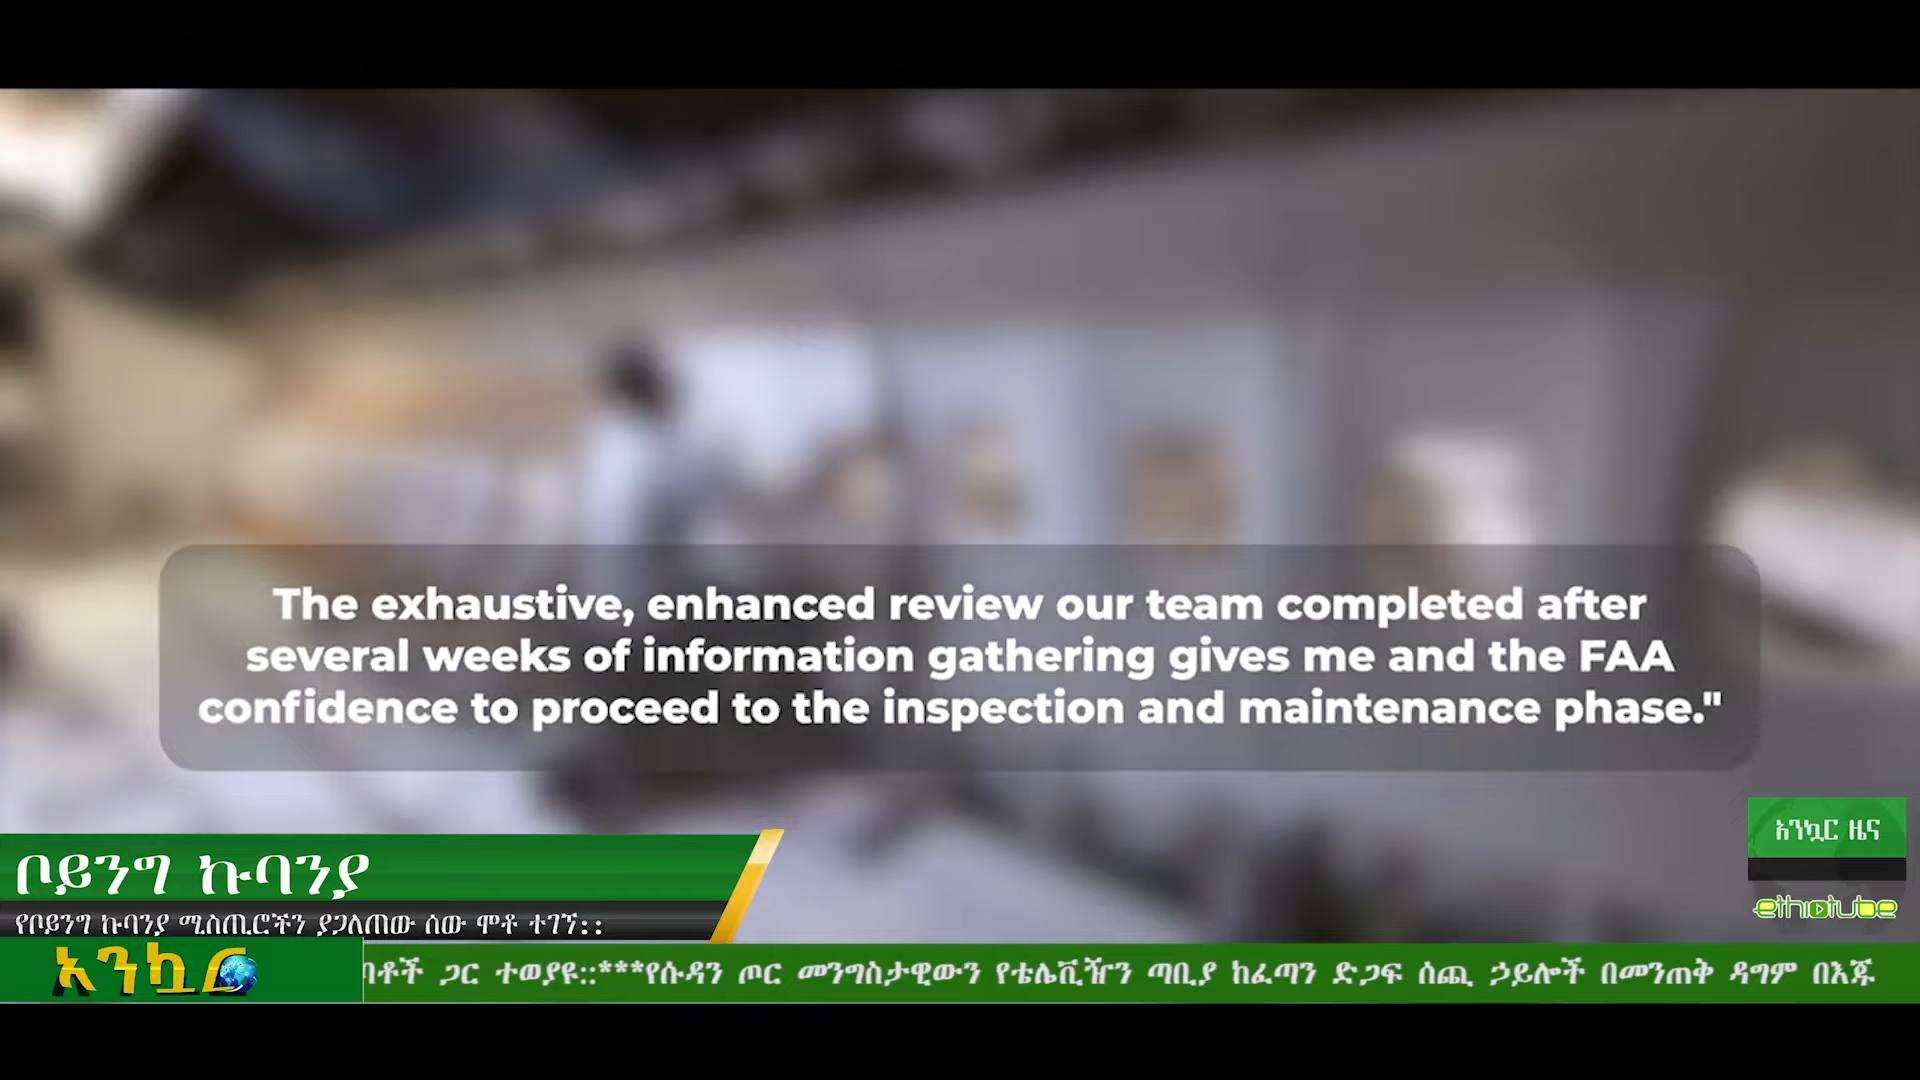 The exhaustive, enhanced review our team completed after
several weeks of information gathering gives me and the FAA
confidence to proceed to the inspection and maintenance phase."
አንኳር ዜና
ethiotube
ቦይንግ ኩባንያ
የቦይንግ ኩባንያ ሚስጢሮችን ያጋለጠው ሰው ሞቶ ተገኘ፡፡
አንኳር
ጋር ተወያዩ፡፡***የሱዳን ጦር መንግስታዊውን የቴሌቪዥን ጣቢያ ከፈጣን ድጋፍ ሰጪ ኃይሎች በመንጠቅ ዳግም በእጁ